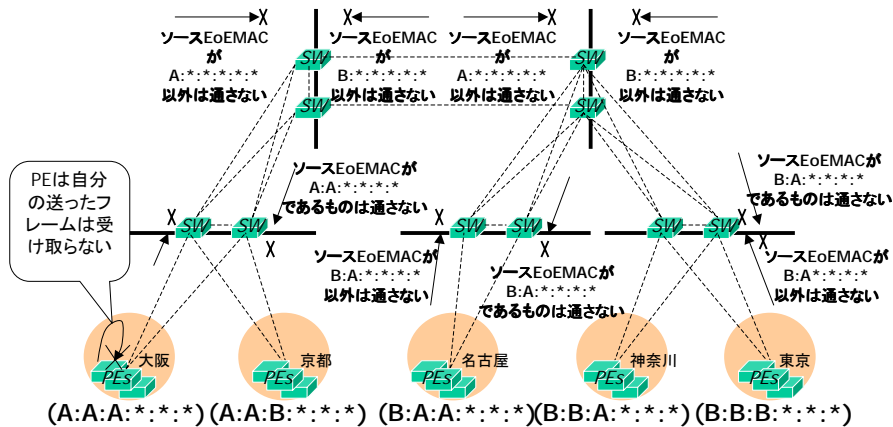 X
X
X
X
ソースEoEMAC
が
A:*:*:*:*:*
以外は通さない
ソースEoEMAC
が
B:*:*:*:*:*
以外は通さない
ソースEoEMAC
が
A:*:*:*:*:*
以外は通さない
ソースEoEMAC
が
B:*:*:*:*:*
以外は通さない
SW
SW
SW
SW
PEは自分
の送ったフ
レームは受
け取らない
ソースEoEMACが
A:A:*:*:*:*
であるものは通さない
ソースEoEMACが
B:A:*:*:*:*
であるものは通さない
X
SW
SW
X
X
SW
SW
X
SW
SW
X
X
ソースEoEMACが
B:A:*:*:*:*
以外は通さない
ソースEoEMACが
B:A:*:*:*:*
であるものは通さない
ソースEoEMACが
B:A:*:*:*:*
以外は通さない
PEs
大阪
PEs
京都
PEs
名古屋
PEs
神奈川
PEs
東京
(A:A:A:*:*:*)
(A:A:B:*:*:*)
(B:A:A:*:*:*)
(B:B:A:*:*:*)
(B:B:B:*:*:*)